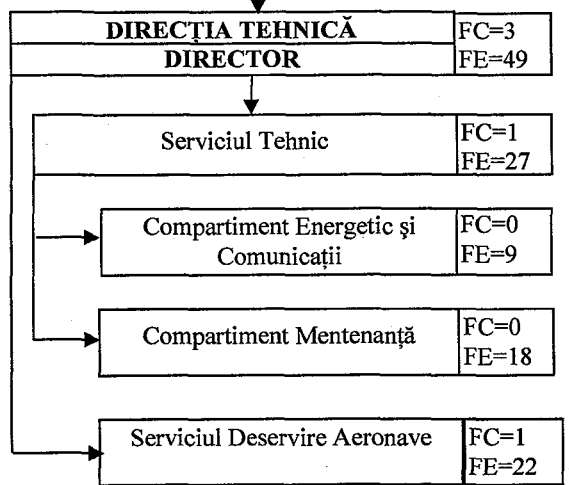 DIRECȚIA TEHNICĂ FC=3
DIRECTOR FE=49
Serviciul Tehnic FC=1
FE=27
Compartiment Energetic şi FC=0
Comunicații FE=9
Compartiment Mentenanță FC=0
FE=18
Serviciul Deservire Aeronave FC=1
FE=22